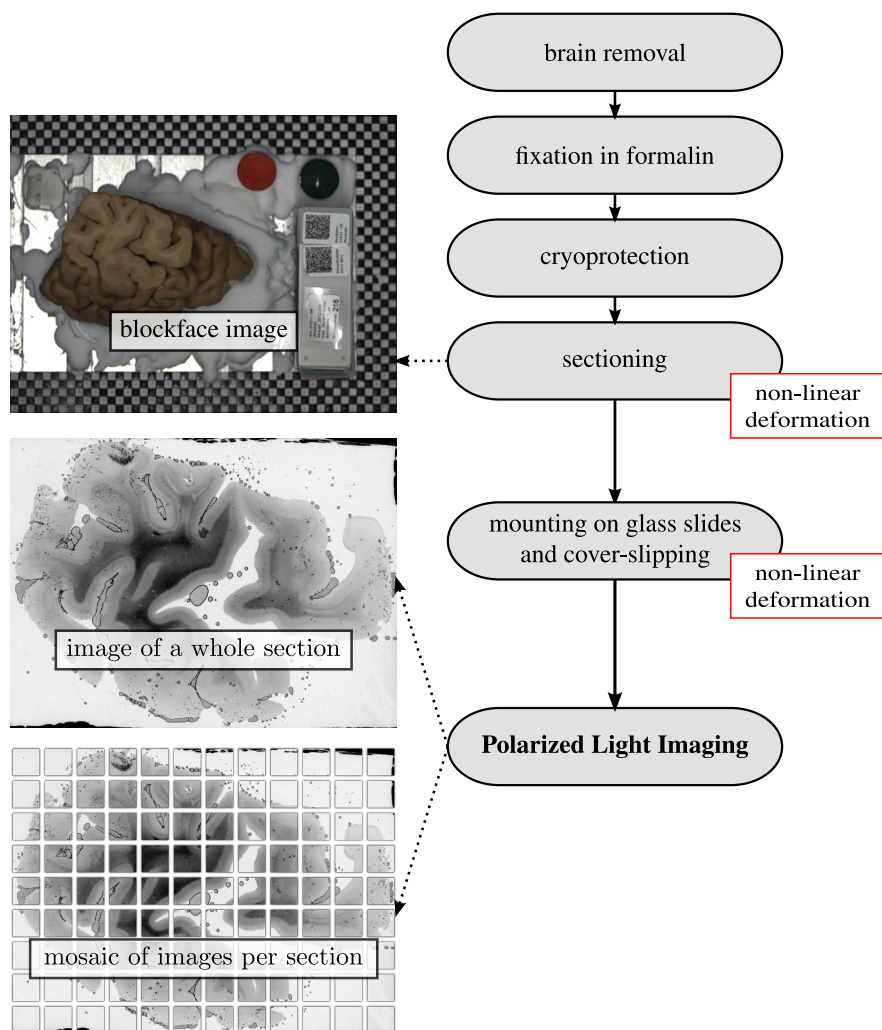 brain removal
fixation in formalin
cryoprotection
blockface image
sectioning
non-linear
deformation
mounting on glass slides
and cover-slipping
non-linear
deformation
image of a whole section
Polarized Light Imaging
mosaic of images per section